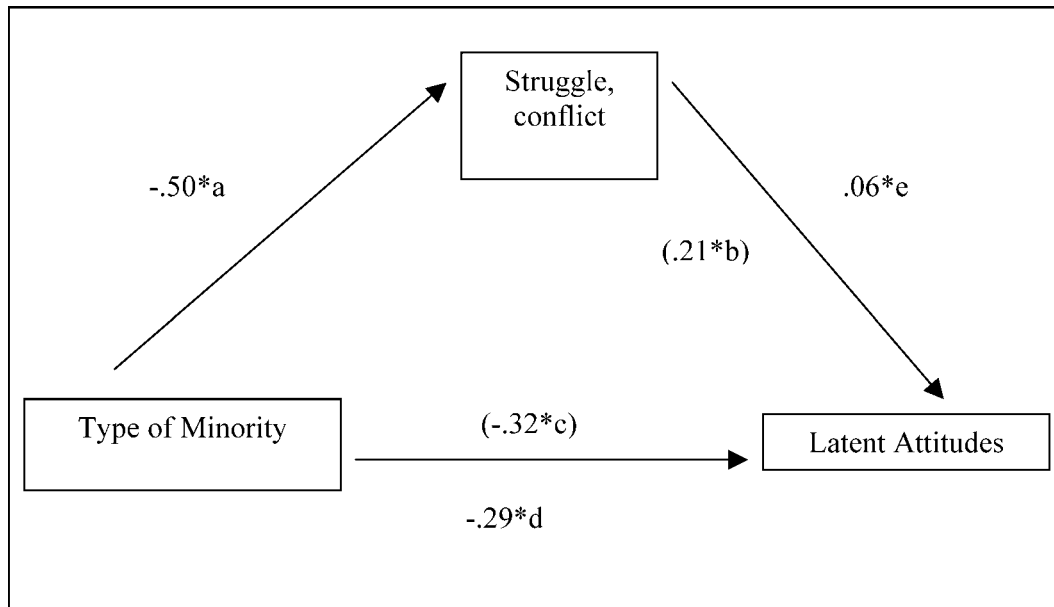 Struggle,
conflict
-.50*a
.06*e
(.21*b)
Type of Minority
(-.32*c)
Latent Attitudes
-.29*d